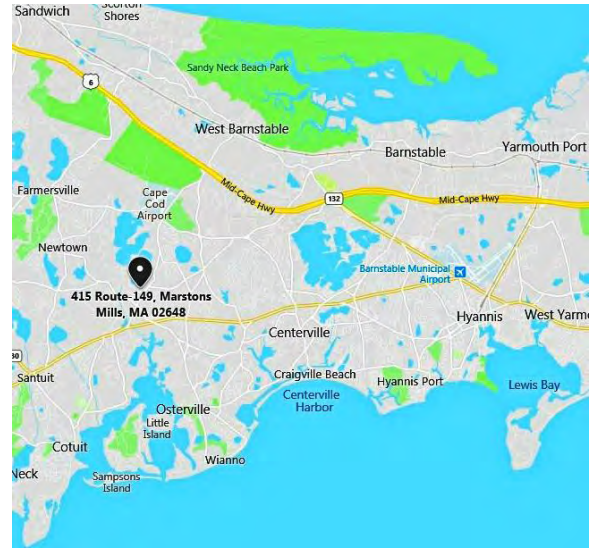 Sandwich
Scorton
Shores
Sandy Neck Beach Park
6
West Barnstable
Barnstable
Yarmouth Port
Mid-Cape Hwy
132
Mid-Cape Hwy
Farmersville
Cape
Cod
Airport
Newtown
415 Route-149, Marstons
Mills, MA 02648
Barnstable Municipal
Airport
Hyannis
West Yarmo
Centerville
30
Santuit
Craigville Beach
Hyannis Port
Lewis Bay
Centerville
Harbor
Osterville
Little
Island
Cotuit
Wianno
Neck
Sampsons
Island